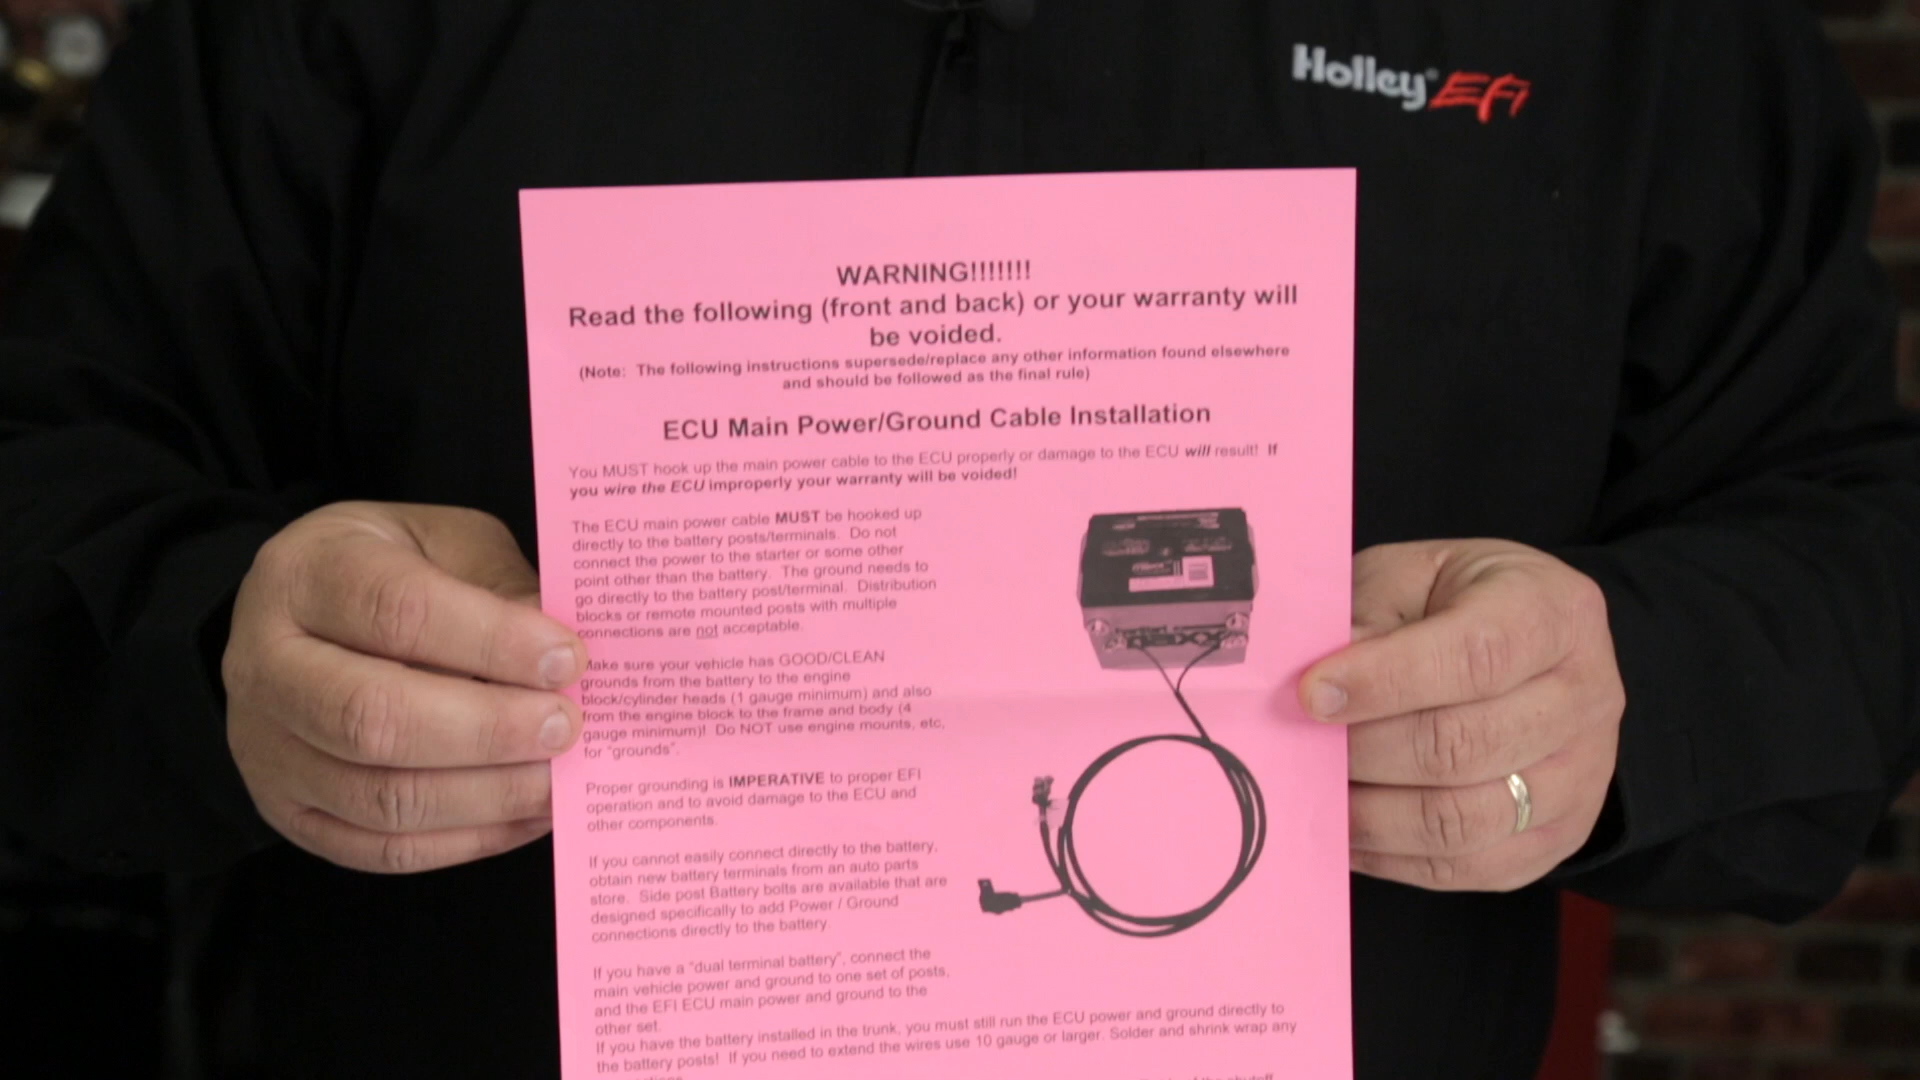 Holley® EFI
WARNING!!!!!!!
Read the following (front and back) or your warranty will
be voided.
(Note: The following instructions supersede/replace any other information found elsewhere
and should be followed as the final rule)
ECU Main Power/Ground Cable Installation
You MUST hook up the main power cable to the ECU properly or damage to the ECU will result! If
you wire the ECU improperly your warranty will be voided!
The ECU main power cable MUST be hooked up
directly to the battery posts/terminals. Do not
connect the power to the starter or some other
point other than the battery. The ground needs to
go directly to the battery post/terminal. Distribution
blocks or remote mounted posts with multiple
connections are not acceptable.
Make sure your vehicle has GOOD/CLEAN
grounds from the battery to the engine
block/cylinder heads (1 gauge minimum) and also
from the engine block to the frame and body (4
gauge minimum)! Do NOT use engine mounts, etc,
for "grounds".
Proper grounding is IMPERATIVE to proper EFI
operation and to avoid damage to the ECU and
other components.
If you cannot easily connect directly to the battery,
obtain new battery terminals from an auto parts
store. Side post Battery bolts are available that are
designed specifically to add Power / Ground
connections directly to the battery
If you have a "dual terminal battery", connect the
main vehicle power and ground to one set of posts,
and the EFI ECU main power and ground to the
other set.
If you have the battery installed in the trunk, you must still run the ECU power and ground directly to
the battery posts! If you need to extend the wires use 10 gauge or larger. Solder and shrink wrap any